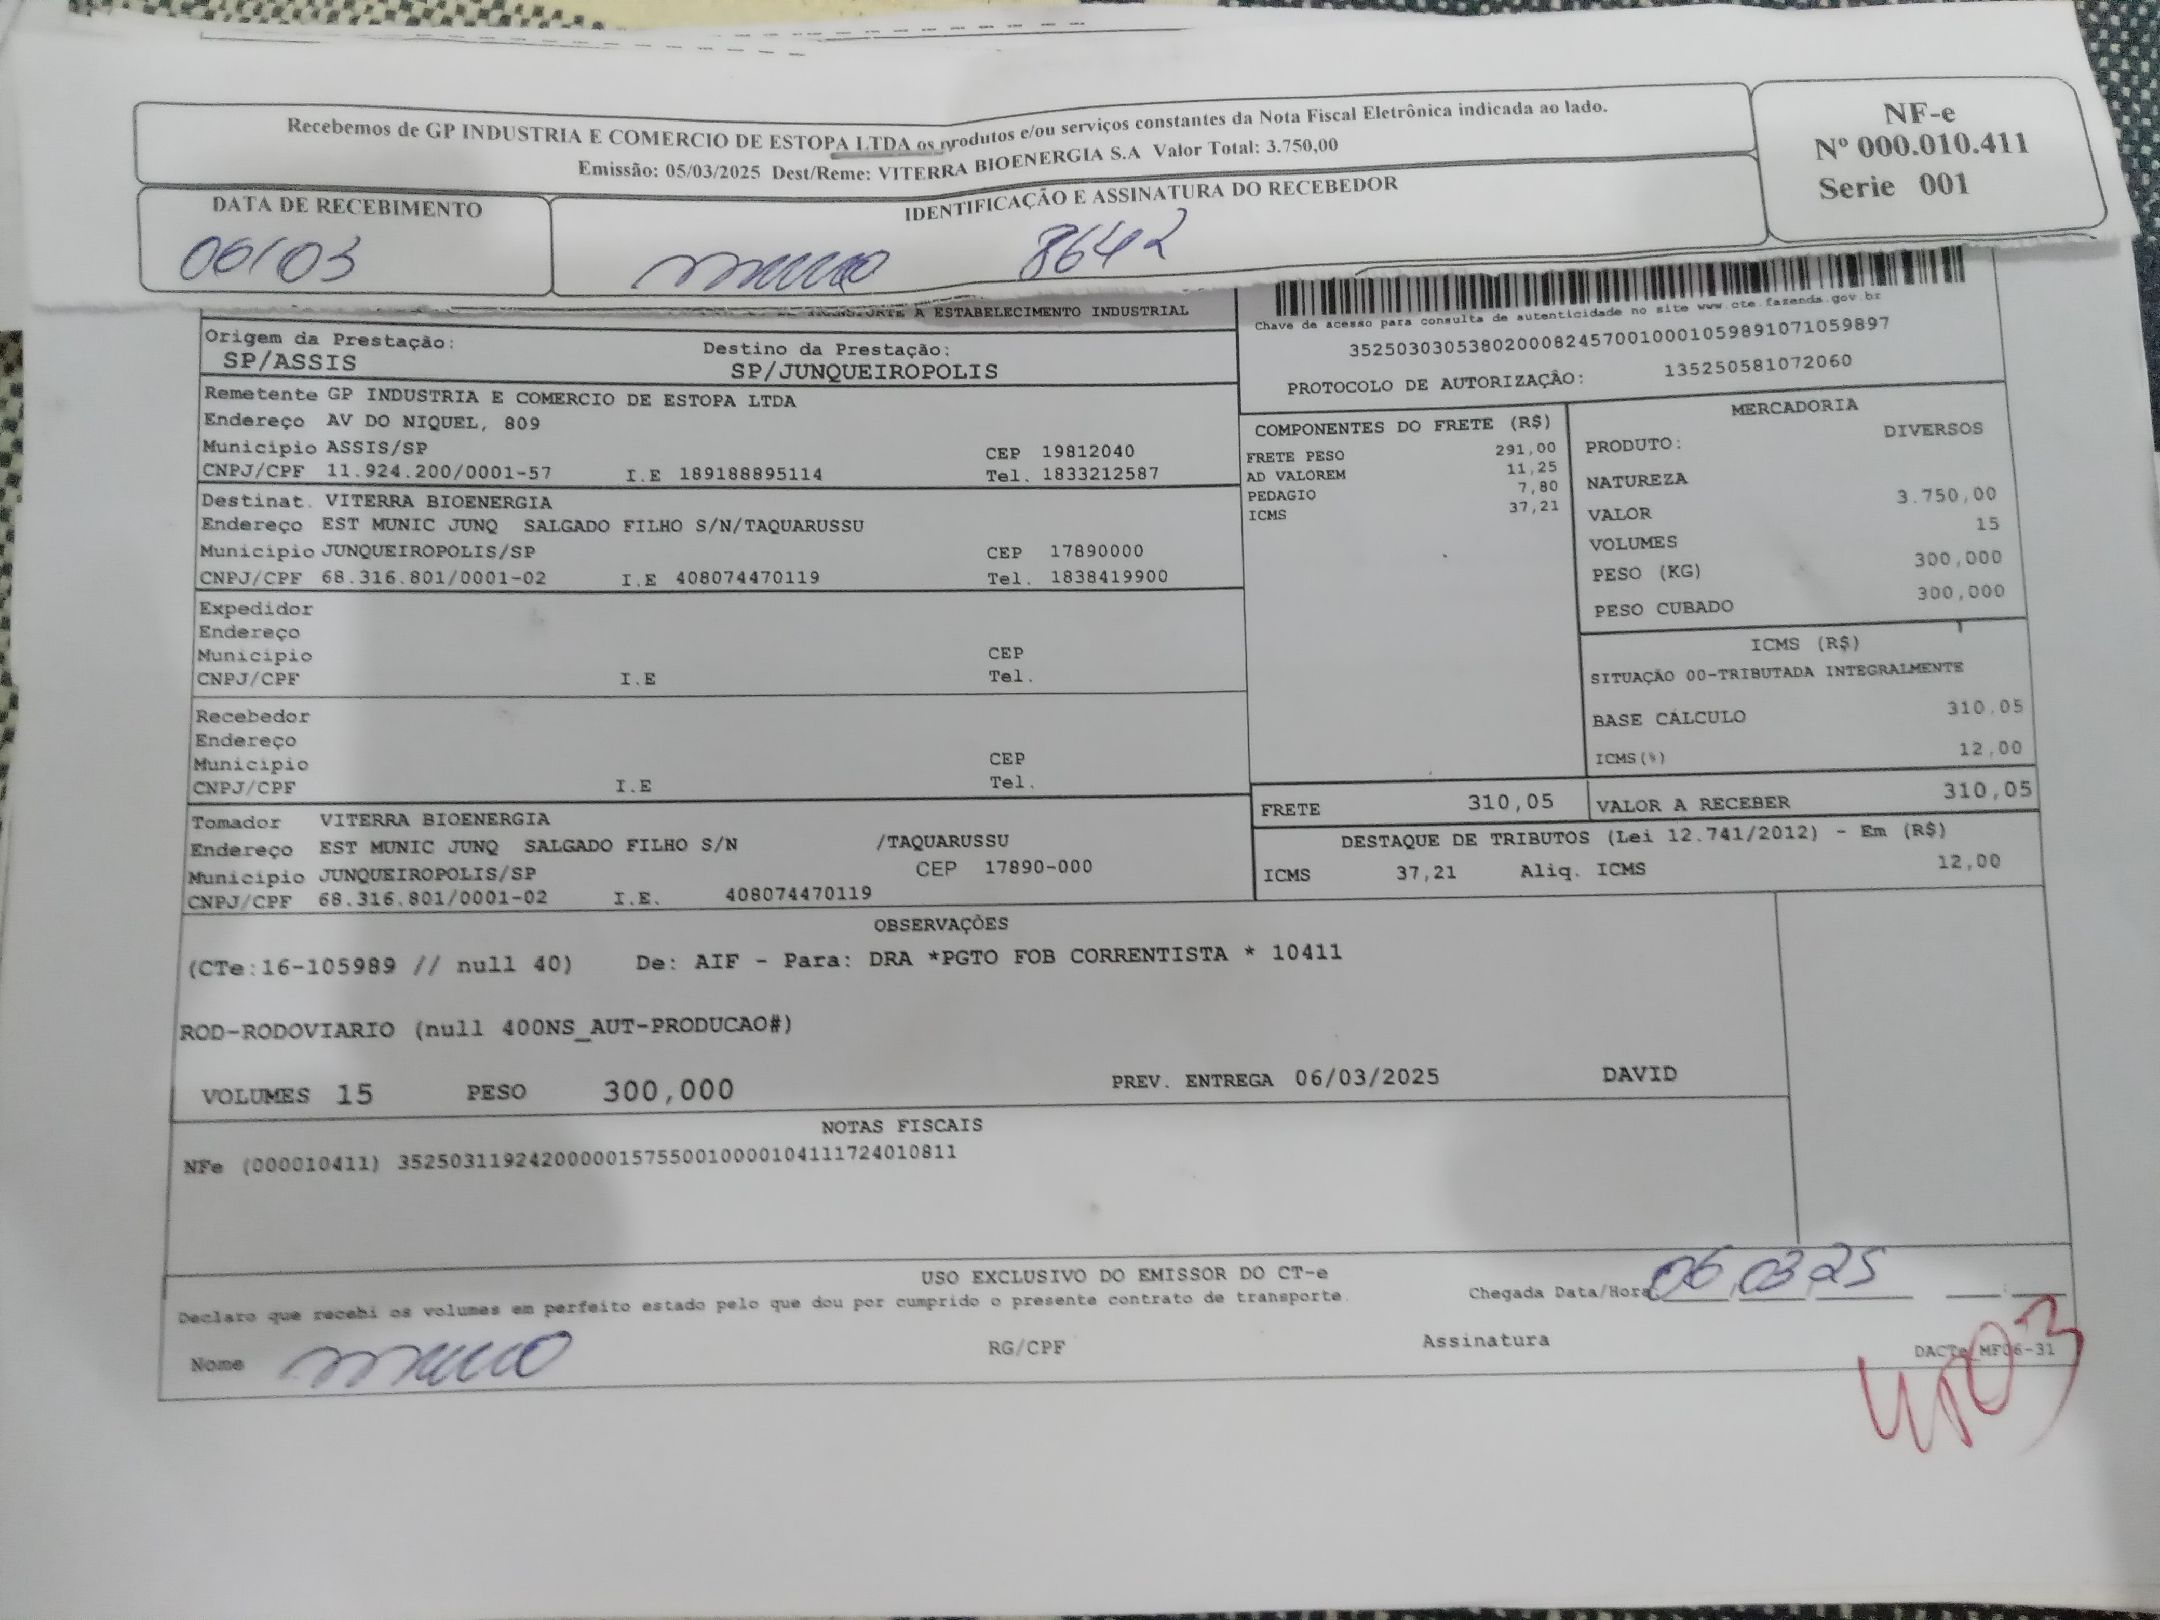 Recebemos de GP INDUSTRIA E COMERCIO DE ESTOPA LTDA os produtos e/ou serviços constantes da Nota Fiscal Eletrônica indicada ao lado.
Emissão: 05/03/2025 Dest/Reme: VITERRA BIOENERGIA S.A Valor Total: 3.750,00
NF-e
Nº 000.010.411
Serie 001
DATA DE RECEBIMENTO
06/03
IDENTIFICAÇÃO E ASSINATURA DO RECEBEDOR
8642
TRANSPORTE A ESTABELECIMENTO INDUSTRIAL
Chave de acesso para consulta de autenticidade no site www.cte.fazenda.gov.br
35250303053802000824570010001059891071059897
PROTOCOLO DE AUTORIZAÇÃO: 135250581072060
Origem da Prestação: Destino da Prestação:
SP/ASSIS SP/JUNQUEIROPOLIS
Remetente GP INDUSTRIA E COMERCIO DE ESTOPA LTDA
Endereço AV DO NIQUEL, 809
Municipio ASSIS/SP CEP 19812040
CNPJ/CPF 11.924.200/0001-57 I.E 189188895114 Tel. 1833212587
Destinat. VITERRA BIOENERGIA
Endereço EST MUNIC JUNQ SALGADO FILHO S/N/TAQUARUSSU
Municipio JUNQUEIROPOLIS/SP CEP 17890000
CNPJ/CPF 68.316.801/0001-02 I.E 408074470119 Tel. 1838419900
Expedidor
Endereço
Municipio CEP
CNPJ/CPF I.E Tel.
Recebedor
Endereço
Municipio CEP
CNPJ/CPF I.E Tel.
Tomador VITERRA BIOENERGIA
Endereço EST MUNIC JUNQ SALGADO FILHO S/N /TAQUARUSSU
Municipio JUNQUEIROPOLIS/SP CEP 17890-000
CNPJ/CPF 68.316.801/0001-02 I.E. 408074470119
COMPONENTES DO FRETE (R$)
FRETE PESO 291,00
AD VALOREM 11,25
PEDAGIO 7,80
ICMS 37,21
MERCADORIA
PRODUTO: DIVERSOS
NATUREZA
VALOR 3.750,00
VOLUMES 15
PESO (KG) 300,000
PESO CUBADO 300,000
ICMS (R$)
SITUAÇÃO 00-TRIBUTADA INTEGRALMENTE
BASE CÁLCULO 310,05
ICMS(%) 12,00
FRETE 310,05 VALOR A RECEBER 310,05
DESTAQUE DE TRIBUTOS (Lei 12.741/2012) - Em (R$)
ICMS 37,21 Aliq. ICMS 12,00
OBSERVAÇÕES
(CTe:16-105989 // null 40) De: AIF - Para: DRA *PGTO FOB CORRENTISTA * 10411
ROD-RODOVIARIO (null 400NS_AUT-PRODUCAO#)
VOLUMES 15 PESO 300,000 PREV. ENTREGA 06/03/2025 DAVID
NOTAS FISCAIS
NFe (000010411) 35250311924200000157550010000104111724010811
USO EXCLUSIVO DO EMISSOR DO CT-e
Declaro que recebi os volumes em perfeito estado pelo que dou por cumprido o presente contrato de transporte. Chegada Data/Hora 06 03 25
Nome RG/CPF Assinatura DACTe_MF06-31